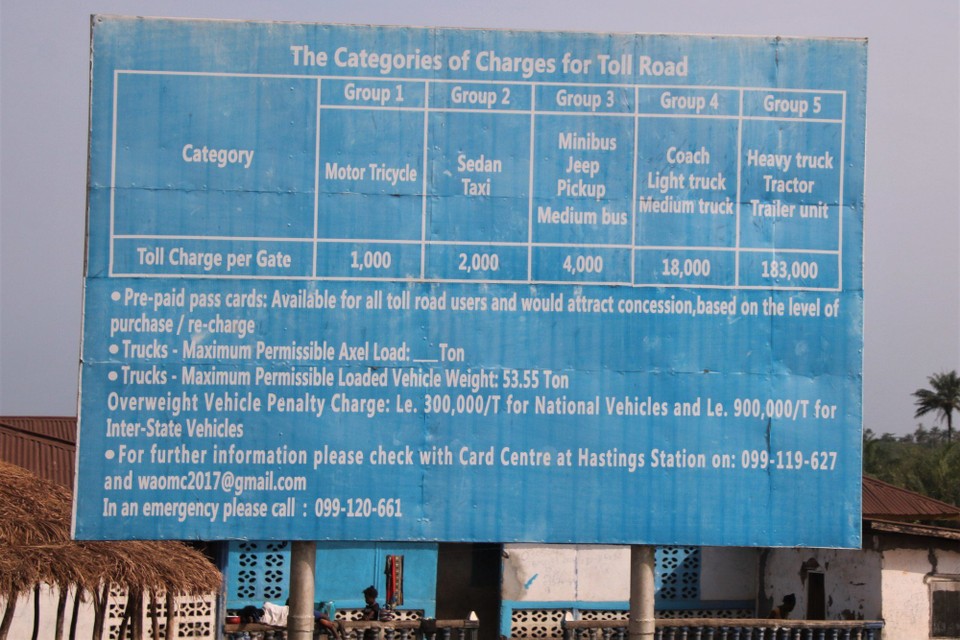 The Categories of Charges for Toll Road
Group 1 Group 2 Group 3 Group 4 Group 5
Category
Motor Tricycle
Sedan
Taxi
Minibus
Jeep
Pickup
Medium bus
Coach
Light truck
Medium truck
Heavy truck
Tractor
Trailer unit
Toll Charge per Gate 1,000 2,000 4,000 18,000 183,000
• Pre-paid pass cards: Available for all toll road users and would attract concession,based on the level of
purchase / re-charge
• Trucks - Maximum Permissible Axel Load: ___Ton
• Trucks - Maximum Permissible Loaded Vehicle Weight: 53.55 Ton
Overweight Vehicle Penalty Charge: Le. 300,000/T for National Vehicles and Le. 900,000/T for
Inter-State Vehicles
• For further information please check with Card Centre at Hastings Station on: 099-119-627
and waomc2017@gmail.com
In an emergency please call : 099-120-661